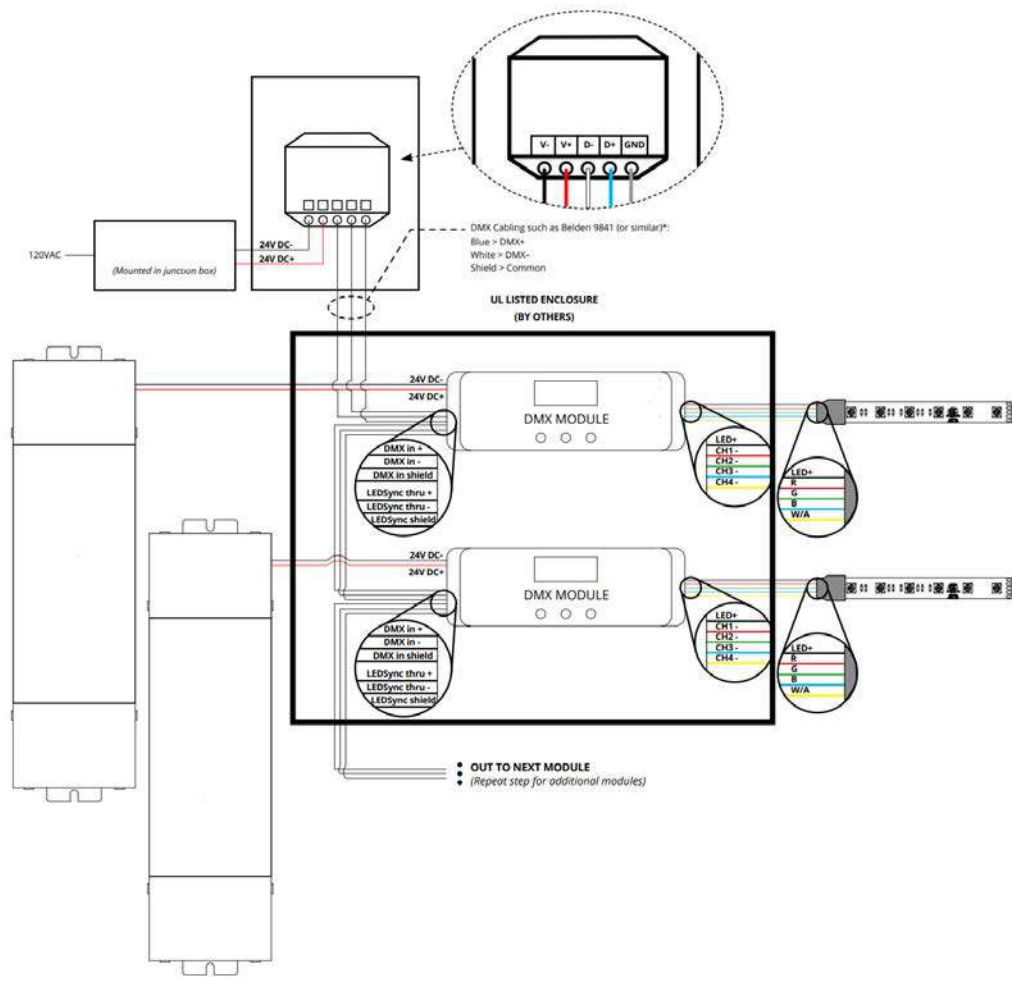 V- V+ D- D+ GND
DMX Cabling such as Belden 9841 (or similar)*:
Blue > DMX+
White > DMX–
Shield > Common
120VAC
(Mounted in junction box)
24V DC-
24V DC+
UL LISTED ENCLOSURE
(BY OTHERS)
24V DC-
24V DC+
DMX MODULE
DMX in +
DMX in -
DMX in shield
LEDSync thru +
LEDSync thru -
LEDSync shield
LED+
CH1 -
CH2 -
CH3 -
CH4 -
LED+
R
G
B
W/A
24V DC-
24V DC+
DMX MODULE
DMX in +
DMX in -
DMX in shield
LEDSync thru +
LEDSync thru -
LEDSync shield
LED+
CH1 -
CH2 -
CH3 -
CH4 -
LED+
R
G
B
W/A
OUT TO NEXT MODULE
(Repeat step for additional modules)